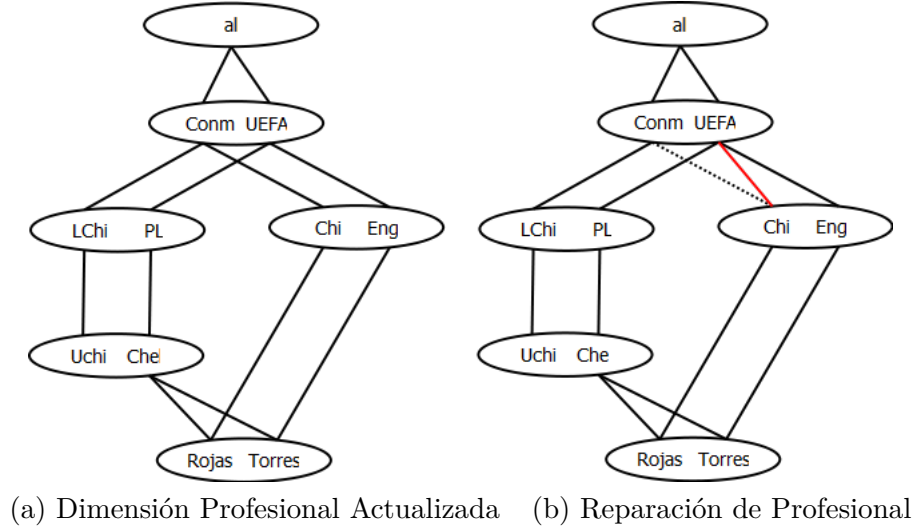 al
Conm UEFA
LChi PL
Chi Eng
Uchi Che
Rojas Torres
(a) Dimensión Profesional Actualizada
al
Conm UEFA
LChi PL
Chi Eng
Uchi Che
Rojas Torres
(b) Reparación de Profesional